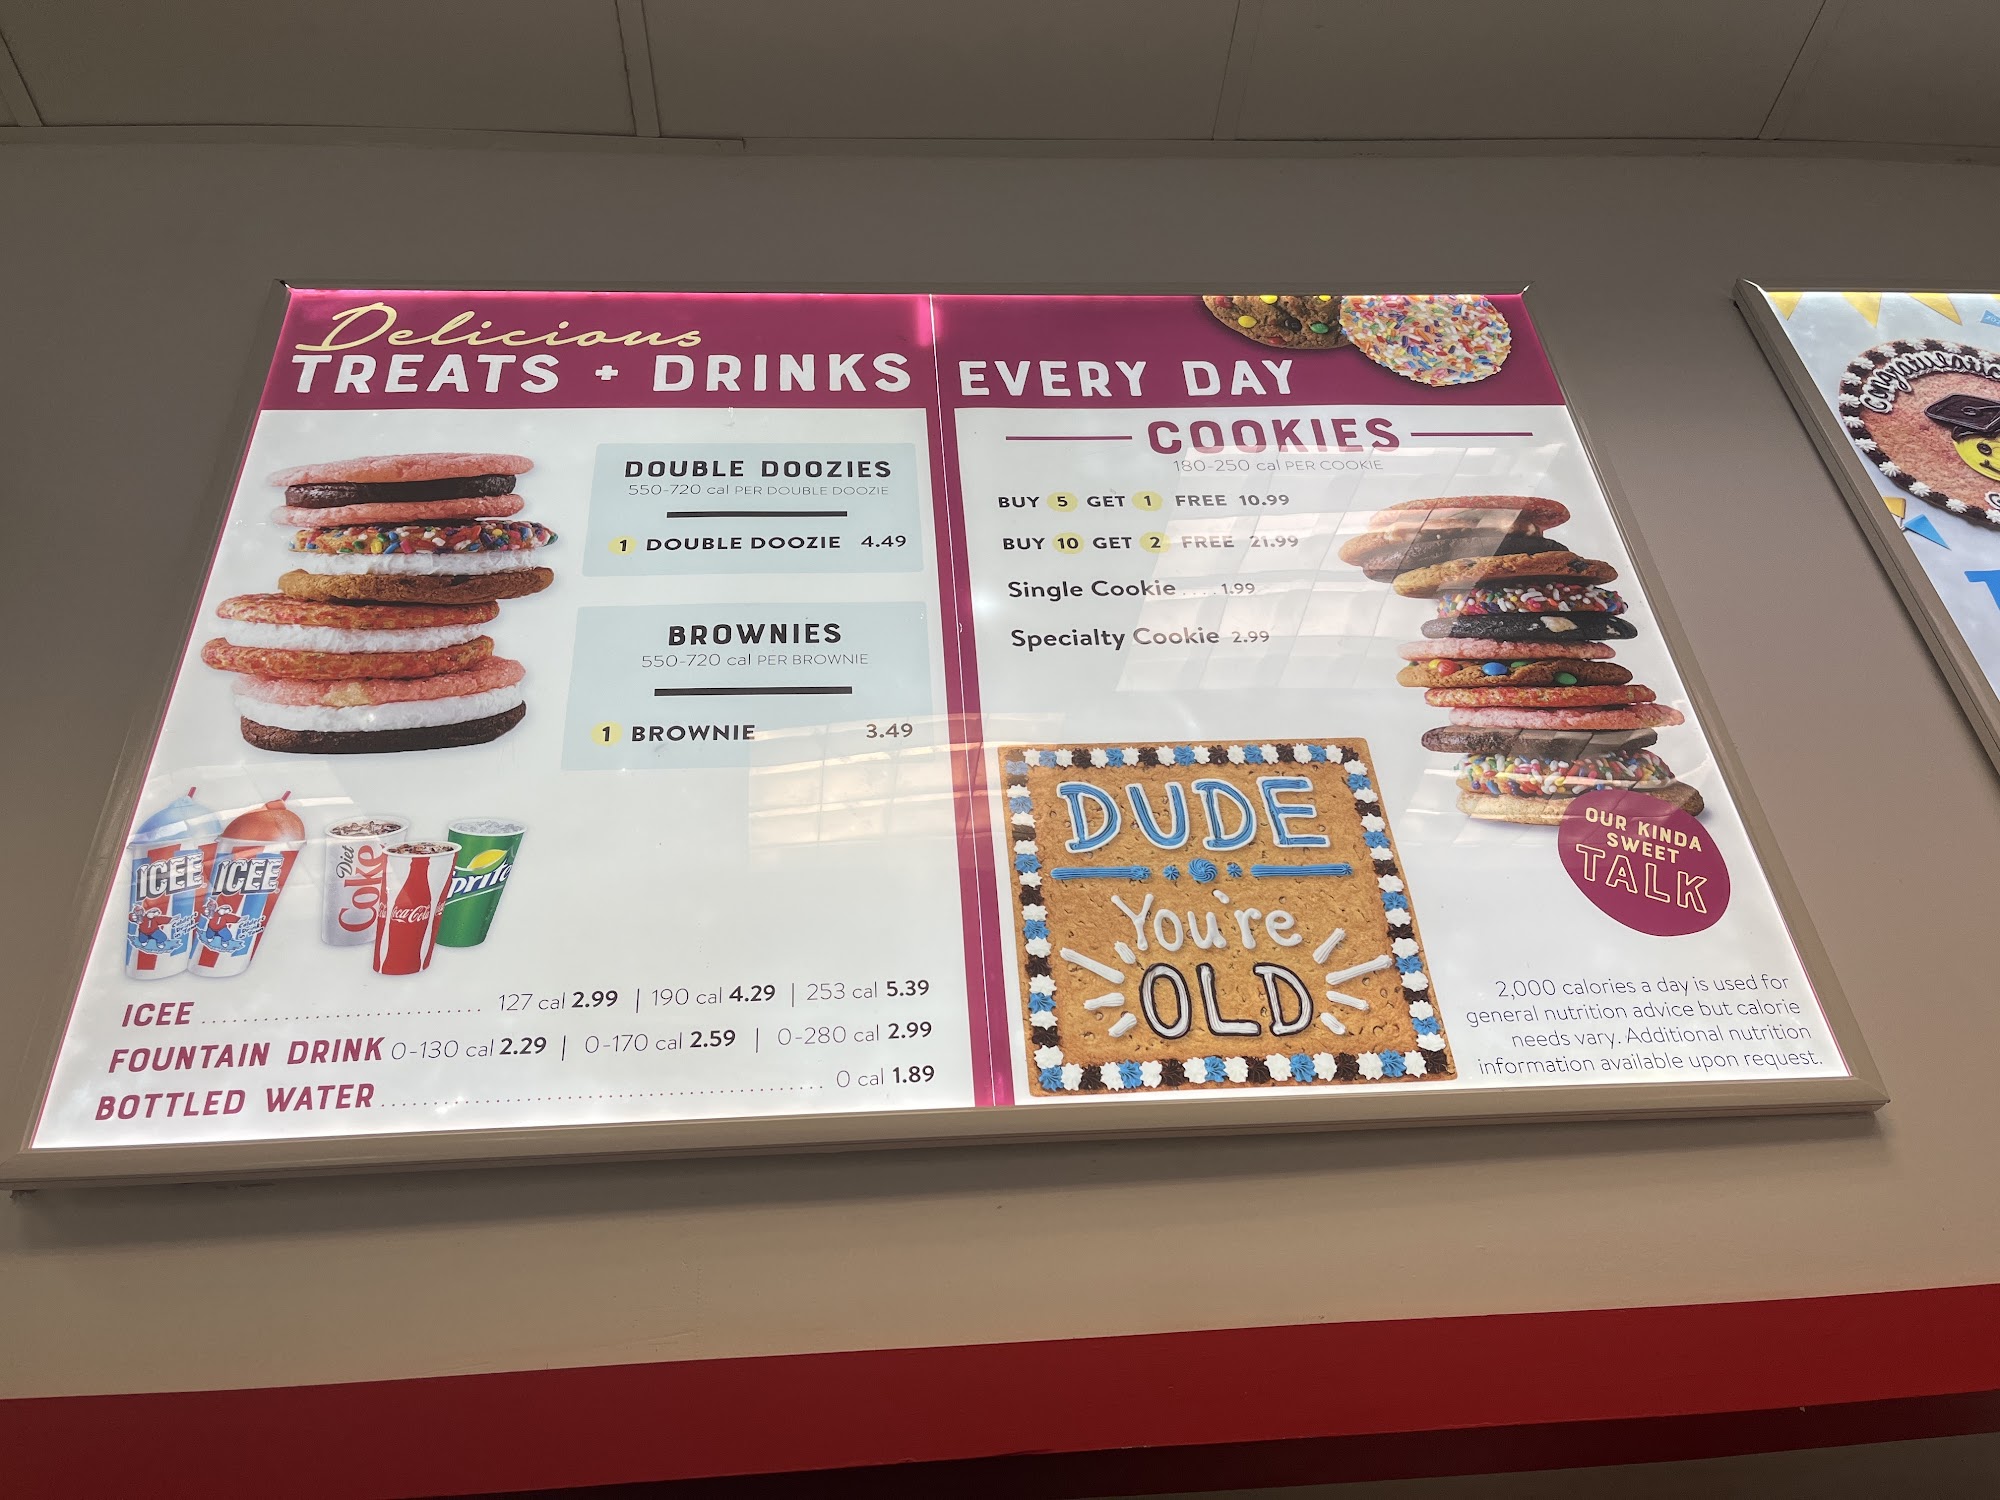 Delicious
TREATS + DRINKS
DOUBLE DOOZIES
550-720 cal PER DOUBLE DOOZIE
1 DOUBLE DOOZIE 4.49
BROWNIES
550-720 cal PER BROWNIE
1 BROWNIE 3.49
ICEE ICEE
Diet Coke
Coca-Cola
Sprite
ICEE .............................. 127 cal 2.99 | 190 cal 4.29 | 253 cal 5.39
FOUNTAIN DRINK 0-130 cal 2.29 | 0-170 cal 2.59 | 0-280 cal 2.99
BOTTLED WATER ................................................ 0 cal 1.89
EVERY DAY
COOKIES
180-250 cal PER COOKIE
BUY 5 GET 1 FREE 10.99
BUY 10 GET 2 FREE 21.99
Single Cookie .... 1.99
Specialty Cookie 2.99
DUDE
You're
OLD
OUR KINDA
SWEET
TALK
2,000 calories a day is used for
general nutrition advice but calorie
needs vary. Additional nutrition
information available upon request.